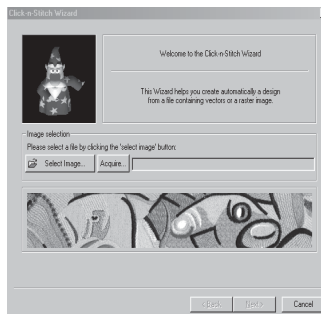 Click-n-Stitch Wizard
Welcome to the Click-n-Stitch Wizard
This Wizard helps you create automatically a design
from a file containing vectors or a raster image.
Image selection
Please select a file by clicking the 'select image' button:
Select Image... Acquire...
< Back Next > Cancel